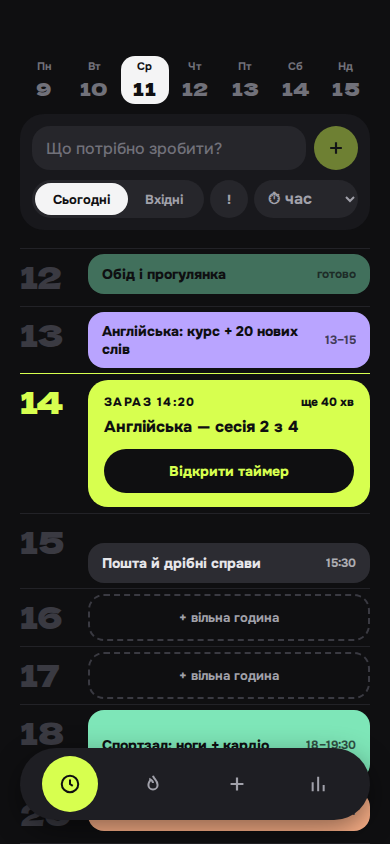 Пн Вт Ср Чт Пт Сб Нд
9 10 11 12 13 14 15
Що потрібно зробити?
+
Сьогодні Вхідні ! ⏱ час
12 Обід і прогулянка готово
13 Англійська: курс + 20 нових
слів 13–15
14 ЗАРАЗ 14:20 ще 40 хв
Англійська — сесія 2 з 4
Відкрити таймер
15
Пошта й дрібні справи 15:30
16 + вільна година
17 + вільна година
18
Спортзал: ноги + кардіо 18–19:30